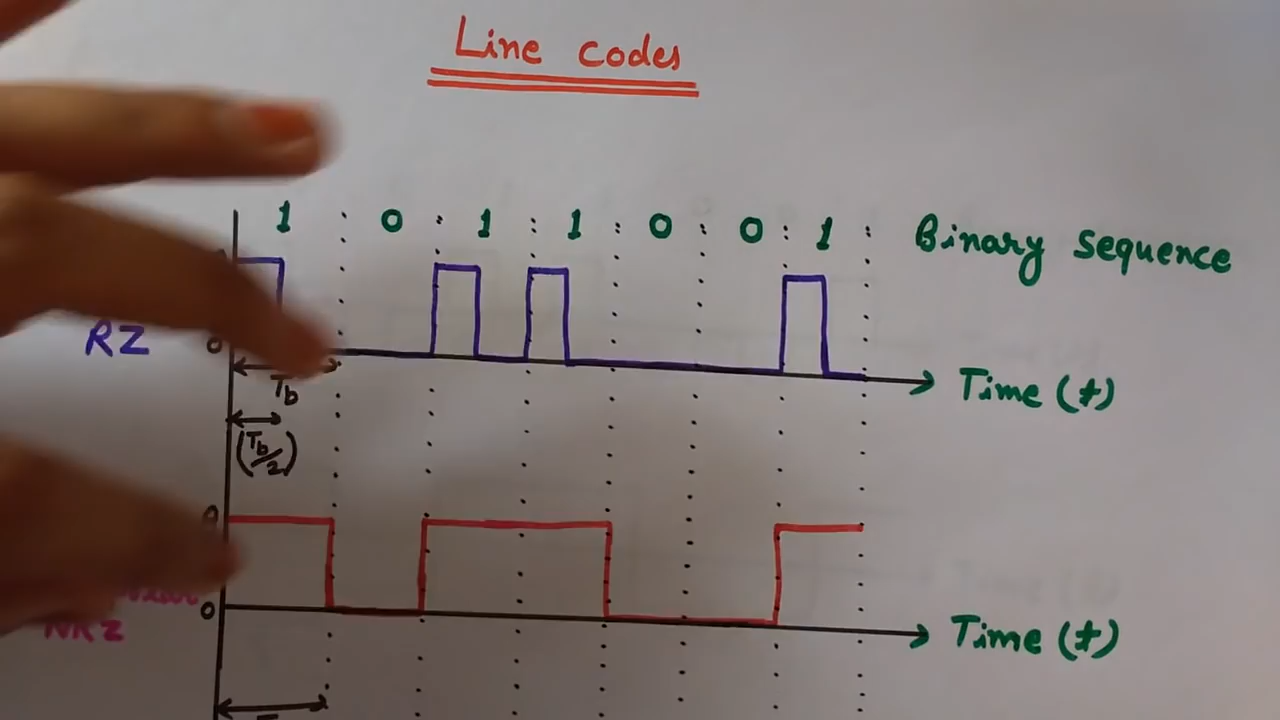 Line codes
1 0 1 1 0 0 1 Binary sequence
RZ 0
Time (t)
Tb
(Tb/2)
A
0
NRZ
Time (t)